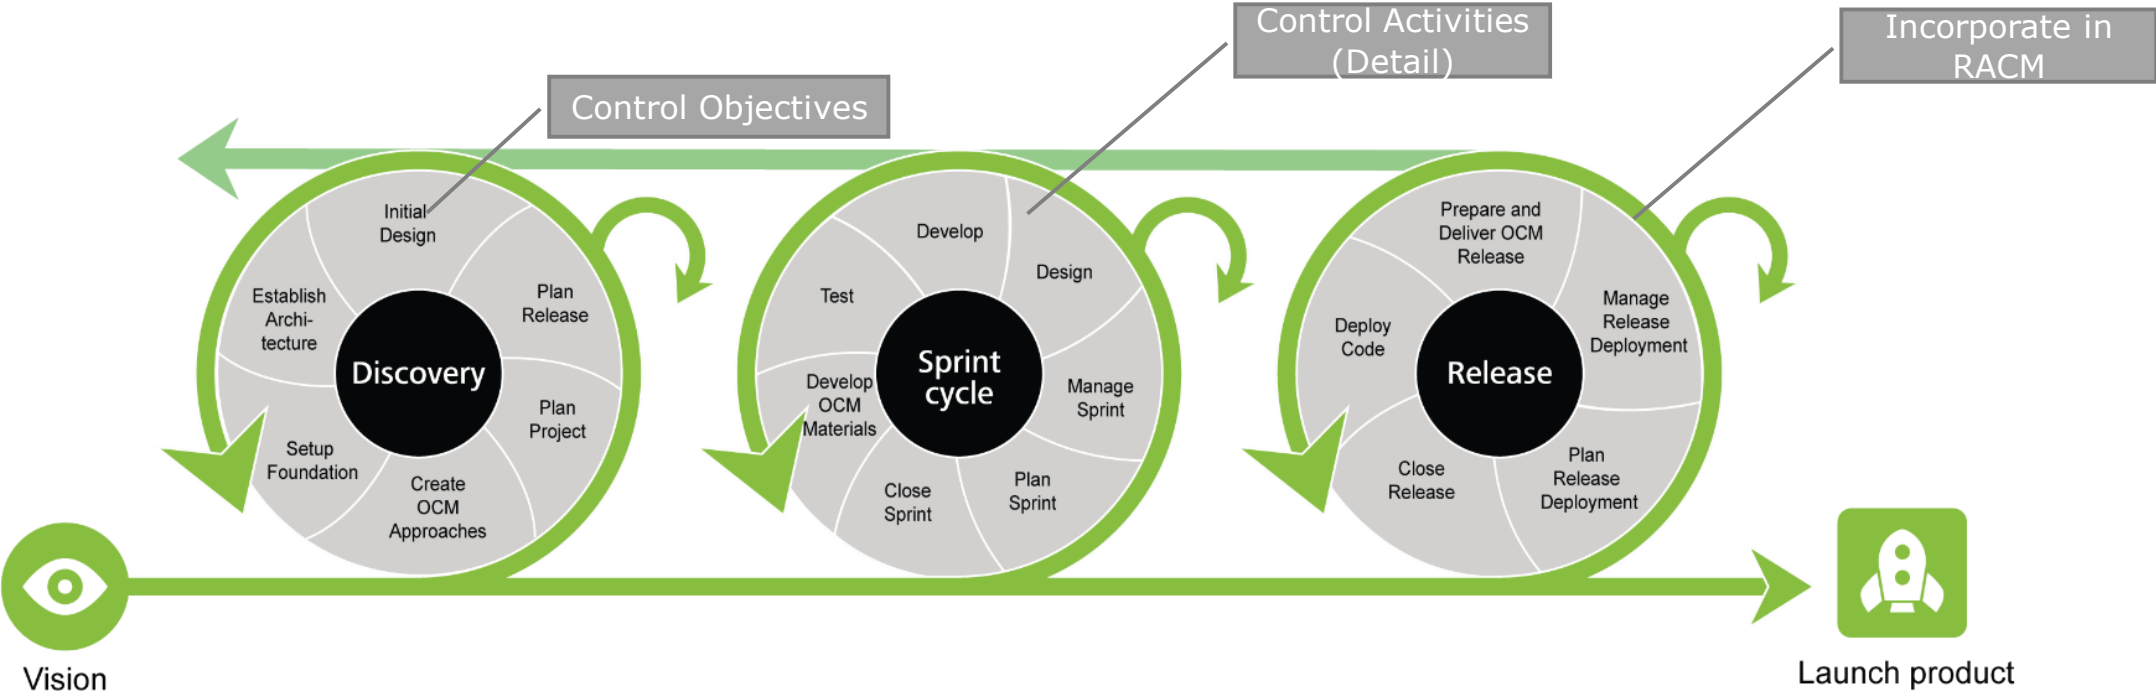 Control Objectives
Control Activities
(Detail)
Incorporate in
RACM
Initial
Design
Plan
Release
Plan
Project
Create
OCM
Approaches
Setup
Foundation
Establish
Archi-
tecture
Discovery
Develop
Design
Manage
Sprint
Plan
Sprint
Close
Sprint
Develop
OCM
Materials
Test
Sprint
cycle
Prepare and
Deliver OCM
Release
Manage
Release
Deployment
Plan
Release
Deployment
Close
Release
Deploy
Code
Release
Vision
Launch product